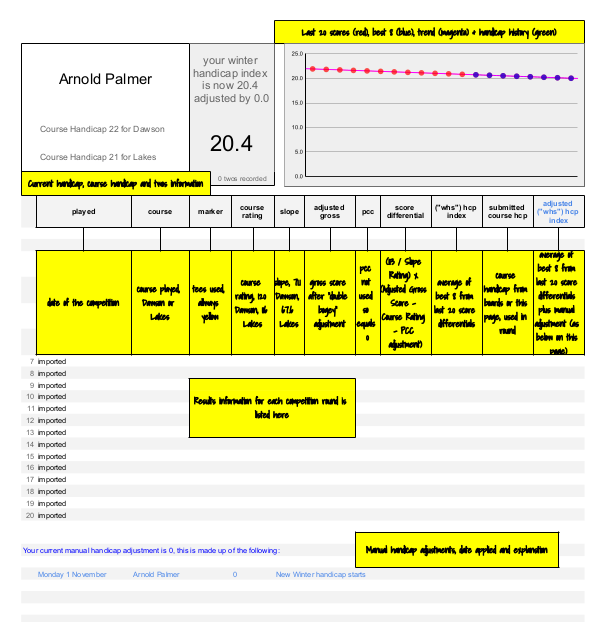 Last 20 scores (red), best 8 (blue), trend (magenta) + handicap history (green)
Arnold Palmer
Course Handicap 22 for Dawson
Course Handicap 21 for Lakes
your winter
handicap index
is now 20.4
adjusted by 0.0
20.4
0 twos recorded
25.0
20.0
15.0
10.0
5.0
0.0
Current handicap, course handicap and twos information
played
course
marker
course
rating
slope
adjusted
gross
pcc
score
differential
("whs") hcp
index
submitted
course hcp
adjusted
("whs") hcp
index
date of the competition
course played,
Dawson or
Lakes
tees used,
always
yellow
course
rating, 120
Dawson, 116
Lakes
slope, 71.1
Dawson,
67.6
Lakes
gross score
after "double
bogey"
adjustment
pcc
not
used
so
equals
0
(113 / Slope
Rating) x
(Adjusted Gross
Score -
Course Rating
- PCC
adjustment)
average of
best 8 from
last 20 score
differentials
course
handicap from
boards or this
page, used in
round
average of
best 8 from
last 20 score
differentials
plus manual
adjustment (as
below on this
page)
7 imported
8 imported
9 imported
10 imported
11 imported
12 imported
13 imported
14 imported
15 imported
16 imported
17 imported
18 imported
19 imported
20 imported
Results information for each competition round is
listed here
Your current manual handicap adjustment is 0, this is made up of the following:
Manual handicap adjustments, date applied and explanation
Monday 1 November Arnold Palmer 0 New Winter handicap starts